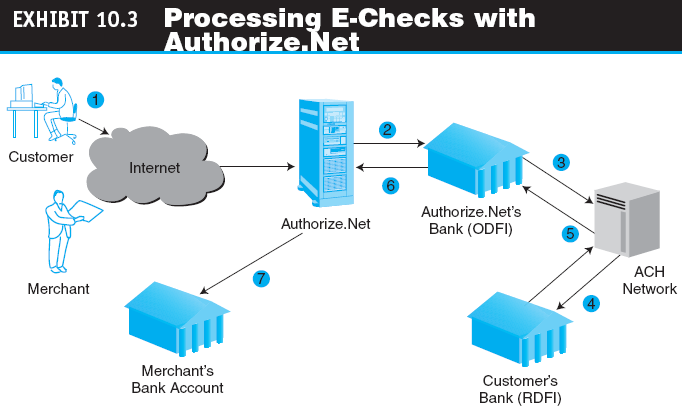 EXHIBIT 10.3 Processing E-Checks with
Authorize.Net
1
Customer
Internet
Merchant
Authorize.Net
2
6
Authorize.Net's
Bank (ODFI)
3
5
ACH
Network
4
Customer's
Bank (RDFI)
7
Merchant's
Bank Account